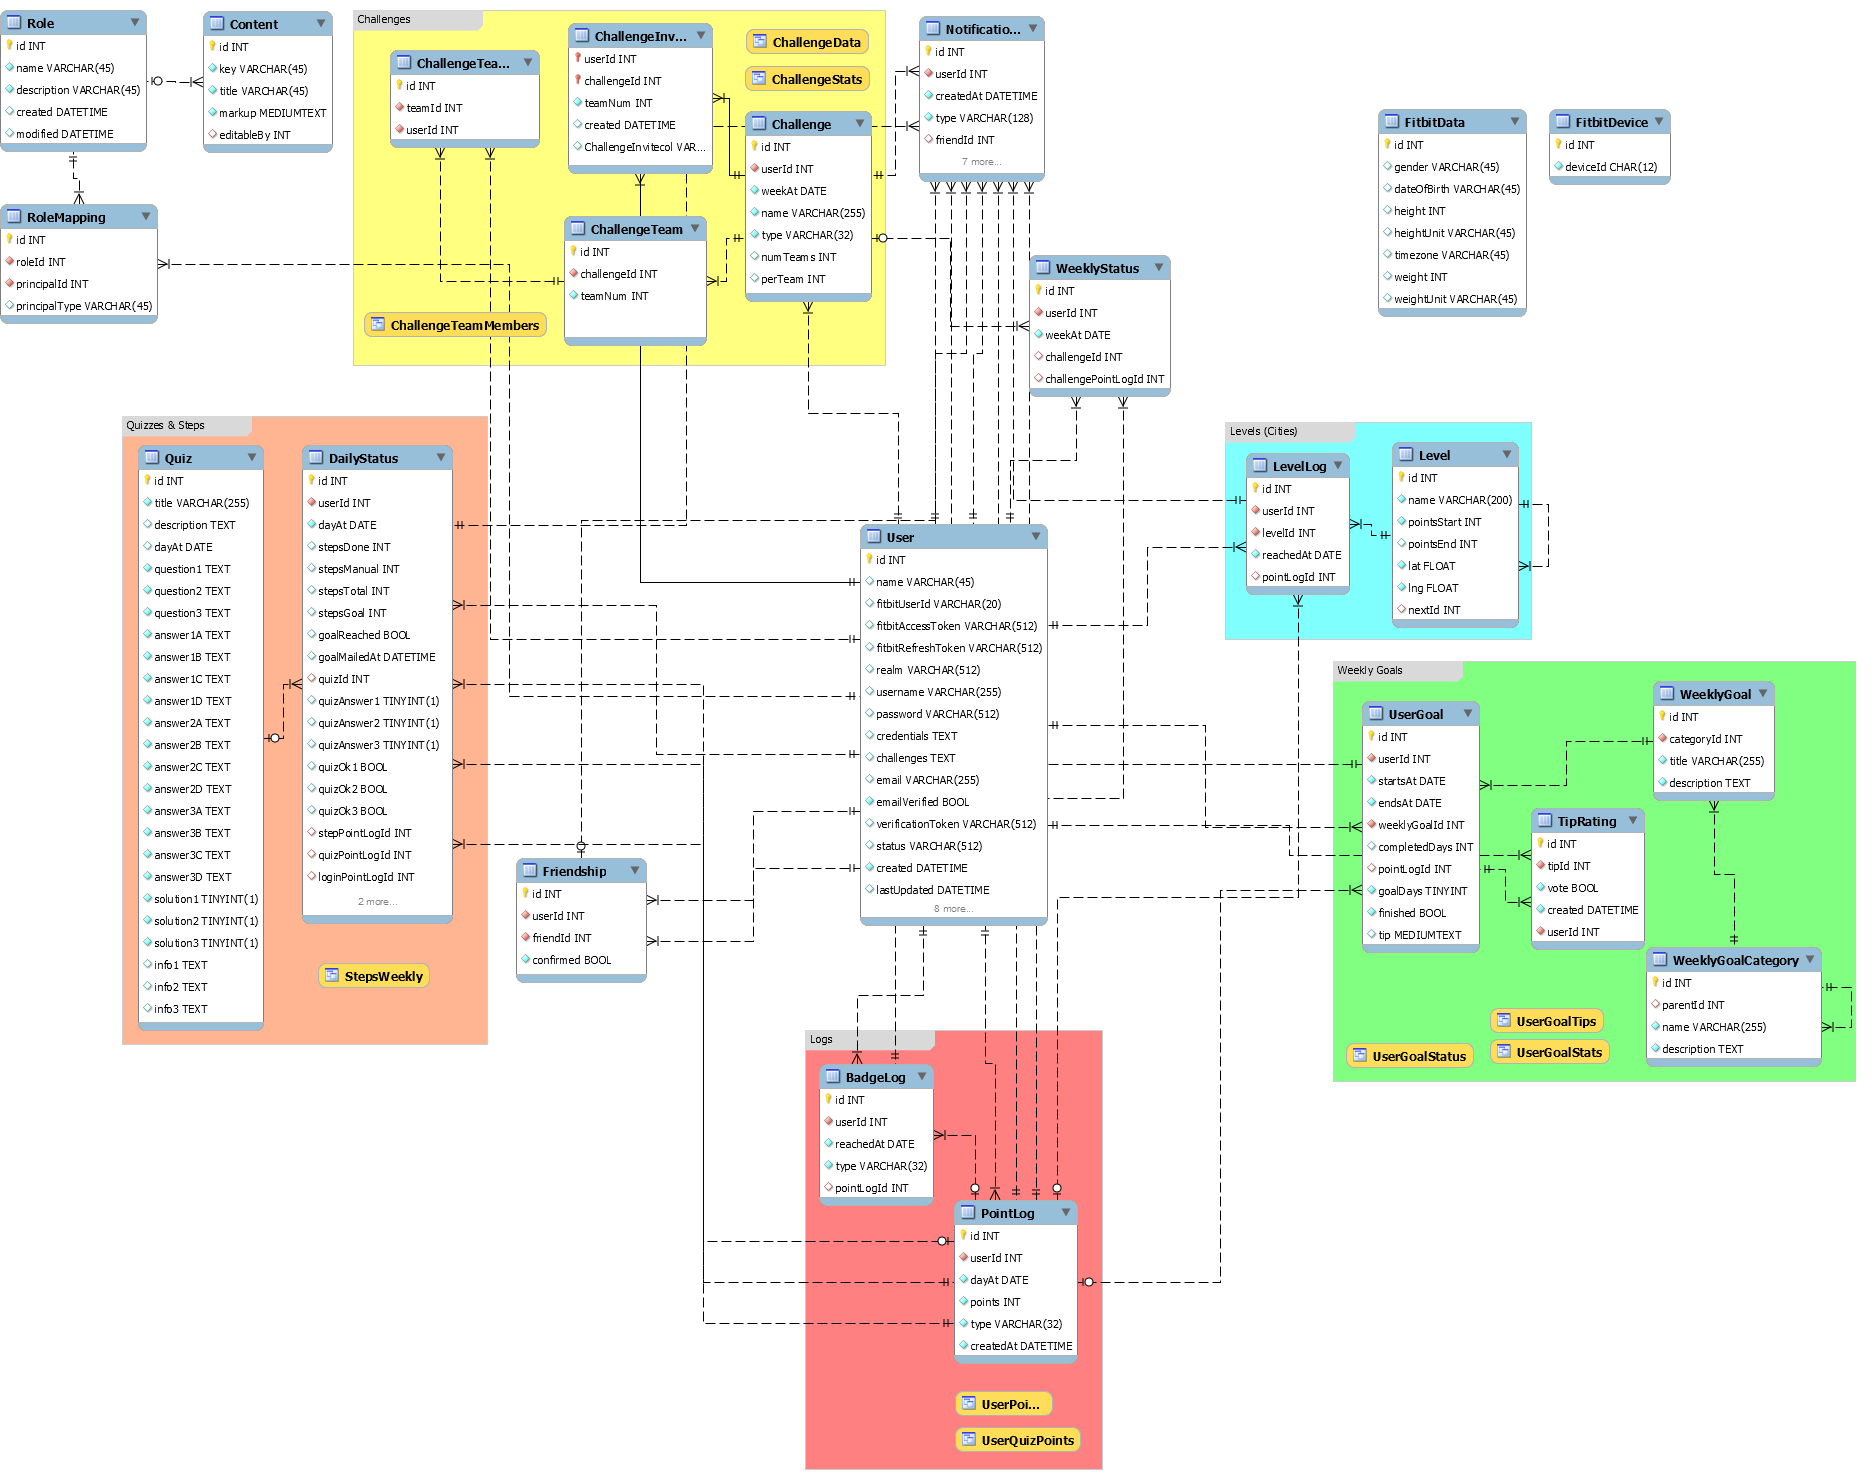 Role
id INT
name VARCHAR(45)
description VARCHAR(45)
created DATETIME
modified DATETIME
Content
id INT
key VARCHAR(45)
title VARCHAR(45)
markup MEDIUMTEXT
editableBy INT
RoleMapping
id INT
roleId INT
principalId INT
principalType VARCHAR(45)
Challenges
ChallengeTea...
id INT
teamId INT
userId INT
ChallengeInv...
userId INT
challengeId INT
teamNum INT
created DATETIME
ChallengeInvitecol VAR...
ChallengeData
ChallengeStats
Challenge
id INT
userId INT
weekAt DATE
name VARCHAR(255)
type VARCHAR(32)
numTeams INT
perTeam INT
ChallengeTeam
id INT
challengeId INT
teamNum INT
ChallengeTeamMembers
Notificatio...
id INT
userId INT
createdAt DATETIME
type VARCHAR(128)
friendId INT
7 more...
WeeklyStatus
id INT
userId INT
weekAt DATE
challengeId INT
challengePointLogId INT
FitbitData
id INT
gender VARCHAR(45)
dateOfBirth VARCHAR(45)
height INT
heightUnit VARCHAR(45)
timezone VARCHAR(45)
weight INT
weightUnit VARCHAR(45)
FitbitDevice
id INT
deviceId CHAR(12)
Quizzes & Steps
Quiz
id INT
title VARCHAR(255)
description TEXT
dayAt DATE
question1 TEXT
question2 TEXT
question3 TEXT
answer1A TEXT
answer1B TEXT
answer1C TEXT
answer1D TEXT
answer2A TEXT
answer2B TEXT
answer2C TEXT
answer2D TEXT
answer3A TEXT
answer3B TEXT
answer3C TEXT
answer3D TEXT
solution1 TINYINT(1)
solution2 TINYINT(1)
solution3 TINYINT(1)
info1 TEXT
info2 TEXT
info3 TEXT
DailyStatus
id INT
userId INT
dayAt DATE
stepsDone INT
stepsManual INT
stepsTotal INT
stepsGoal INT
goalReached BOOL
goalMailedAt DATETIME
quizId INT
quizAnswer1 TINYINT(1)
quizAnswer2 TINYINT(1)
quizAnswer3 TINYINT(1)
quizOk1 BOOL
quizOk2 BOOL
quizOk3 BOOL
stepPointLogId INT
quizPointLogId INT
loginPointLogId INT
2 more...
StepsWeekly
Friendship
id INT
userId INT
friendId INT
confirmed BOOL
User
id INT
name VARCHAR(45)
fitbitUserId VARCHAR(20)
fitbitAccessToken VARCHAR(512)
fitbitRefreshToken VARCHAR(512)
realm VARCHAR(512)
username VARCHAR(255)
password VARCHAR(512)
credentials TEXT
challenges TEXT
email VARCHAR(255)
emailVerified BOOL
verificationToken VARCHAR(512)
status VARCHAR(512)
created DATETIME
lastUpdated DATETIME
8 more...
Levels (Cities)
LevelLog
id INT
userId INT
levelId INT
reachedAt DATE
pointLogId INT
Level
id INT
name VARCHAR(200)
pointsStart INT
pointsEnd INT
lat FLOAT
lng FLOAT
nextId INT
Weekly Goals
UserGoal
id INT
userId INT
startsAt DATE
endsAt DATE
weeklyGoalId INT
completedDays INT
pointLogId INT
goalDays TINYINT
finished BOOL
tip MEDIUMTEXT
WeeklyGoal
id INT
categoryId INT
title VARCHAR(255)
description TEXT
TipRating
id INT
tipId INT
vote BOOL
created DATETIME
userId INT
WeeklyGoalCategory
id INT
parentId INT
name VARCHAR(255)
description TEXT
UserGoalTips
UserGoalStatus
UserGoalStats
Logs
BadgeLog
id INT
userId INT
reachedAt DATE
type VARCHAR(32)
pointLogId INT
PointLog
id INT
userId INT
dayAt DATE
points INT
type VARCHAR(32)
createdAt DATETIME
UserPoi...
UserQuizPoints